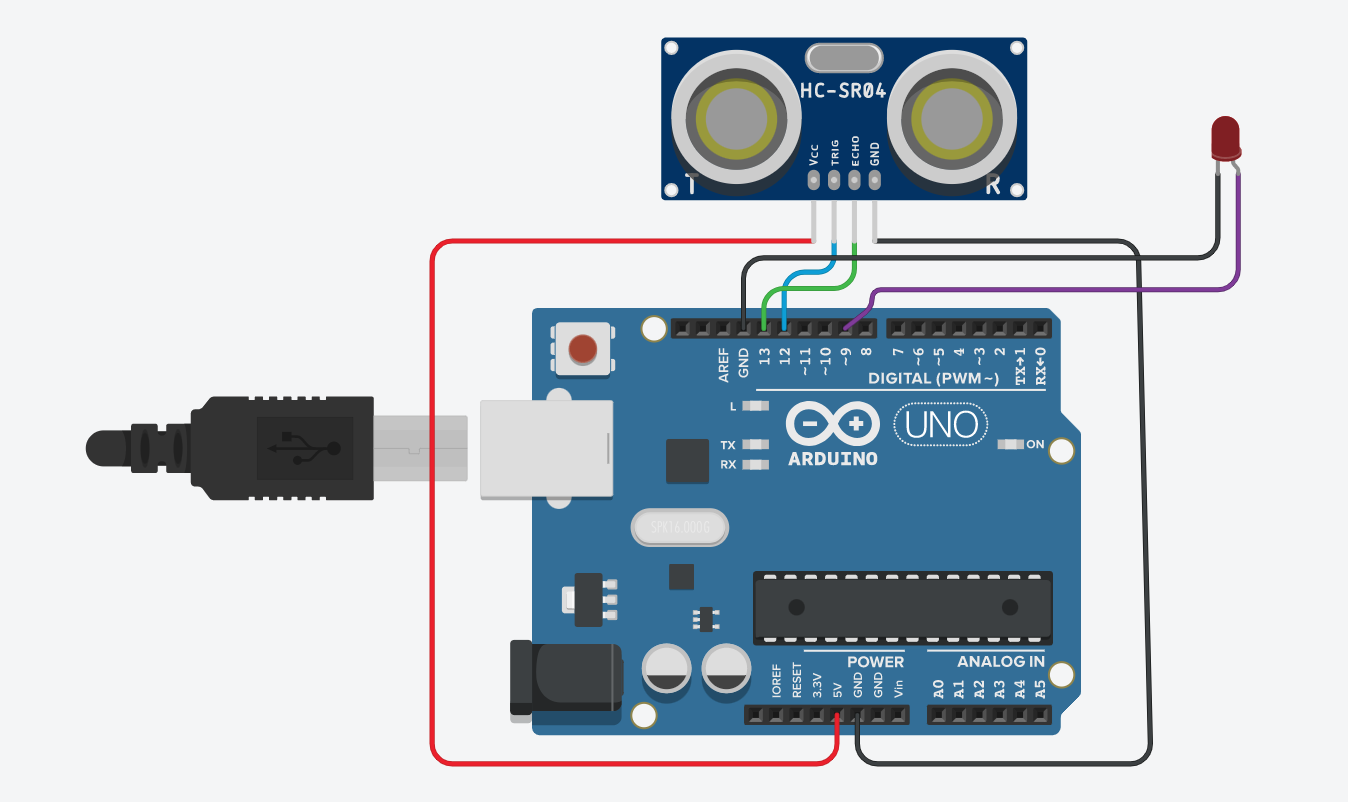 HC-SR04
VCC
TRIG
ECHO
GND
T
R
AREF
GND
13
12
~11
~10
~9
8
7
~6
~5
4
~3
2
TX→1
RX←0
DIGITAL (PWM~)
L
TX
RX
UNO
ARDUINO
ON
SPK16.000G
POWER
ANALOG IN
IOREF
RESET
3.3V
5V
GND
GND
Vin
A0
A1
A2
A3
A4
A5